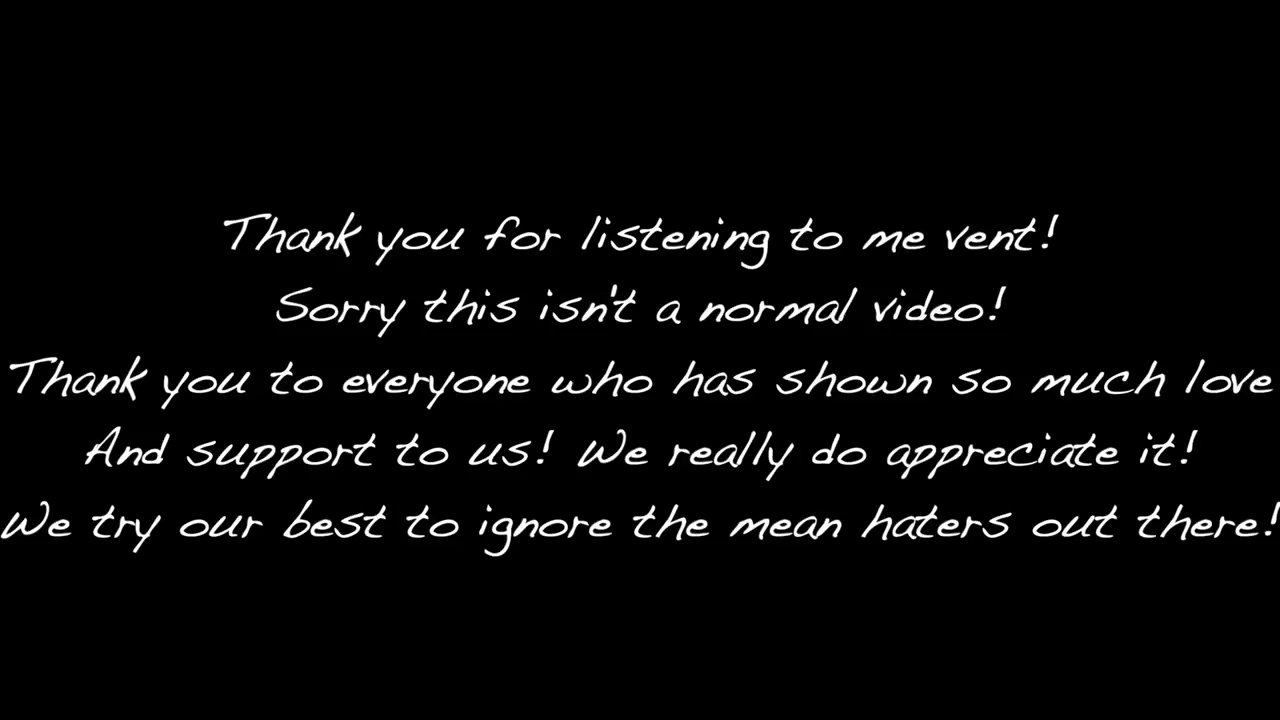 Thank you for listening to me vent!
Sorry this isn't a normal video!
Thank you to everyone who has shown so much love
And support to us! We really do appreciate it!
We try our best to ignore the mean haters out there!